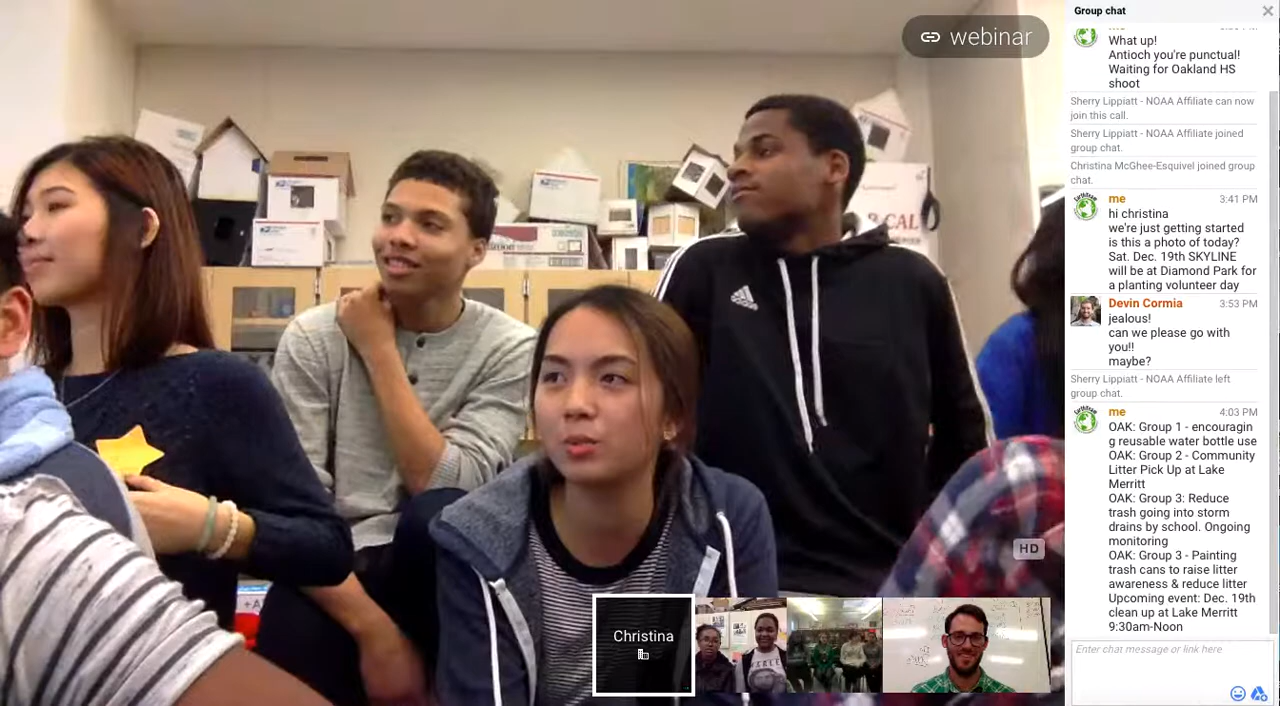 webinar
CAL
HD
+A
Christina
Group chat
What up!
Antioch you're punctual!
Waiting for Oakland HS
shoot
Sherry Lippiatt - NOAA Affiliate can now
join this call.
Sherry Lippiatt - NOAA Affiliate joined
group chat.
Christina McGhee-Esquivel joined group
chat.
me 3:41 PM
hi christina
we're just getting started
is this a photo of today?
Sat. Dec. 19th SKYLINE
will be at Diamond Park for
a planting volunteer day
Devin Cormia 3:53 PM
jealous!
can we please go with
you!!
maybe?
Sherry Lippiatt - NOAA Affiliate left
group chat.
me 4:03 PM
OAK: Group 1 - encouragin
g reusable water bottle use
OAK: Group 2 - Community
Litter Pick Up at Lake
Merritt
OAK: Group 3: Reduce
trash going into storm
drains by school. Ongoing
monitoring
OAK: Group 3 - Painting
trash cans to raise litter
awareness & reduce litter
Upcoming event: Dec. 19th
clean up at Lake Merritt
9:30am-Noon
Enter chat message or link here